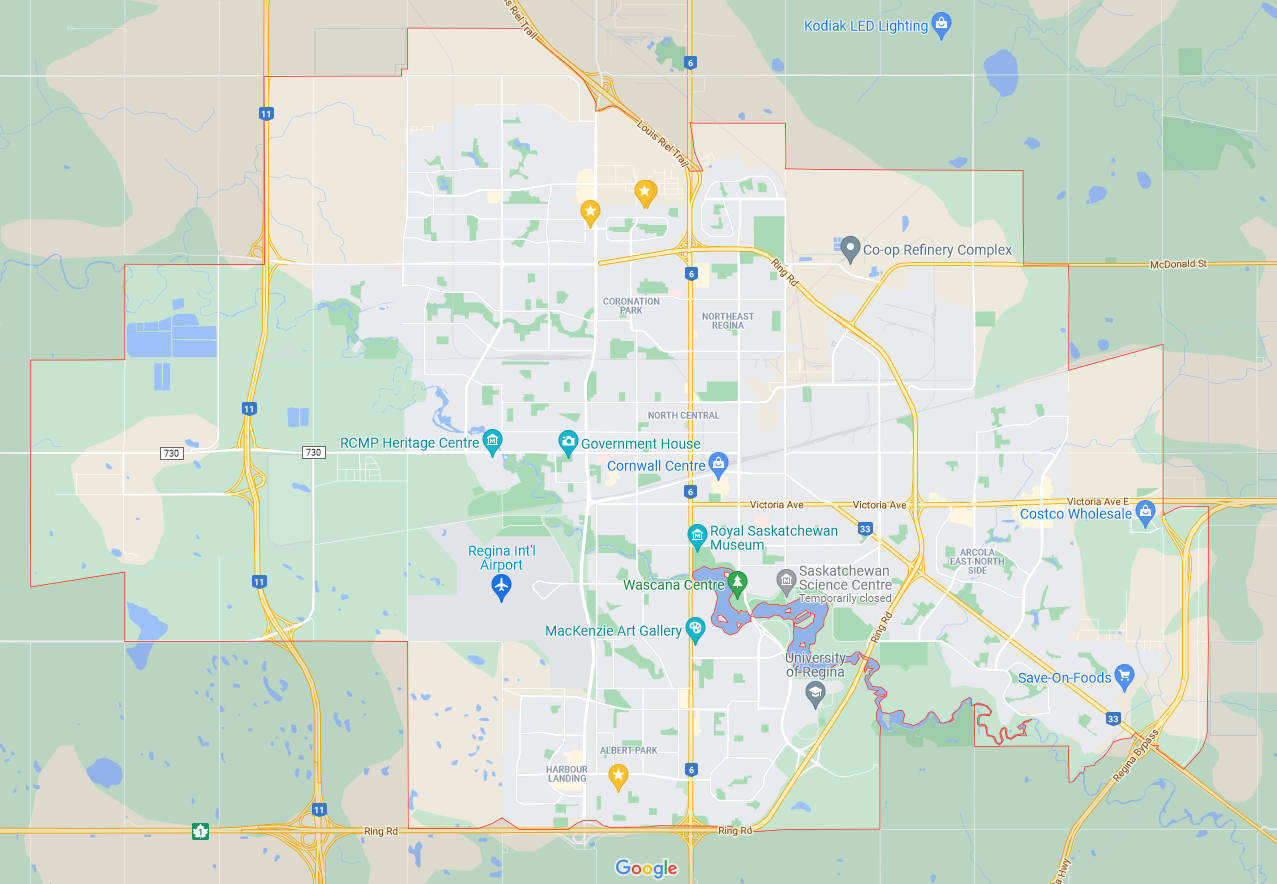 is Riel Trail
Kodiak LED Lighting
6
11
Louis Riel Trail
Co-op Refinery Complex
McDonald St
Ring Rd
6
CORONATION
PARK
NORTHEAST
REGINA
11
NORTH CENTRAL
RCMP Heritage Centre
Government House
730
730
Cornwall Centre
6
Victoria Ave
Victoria Ave
Victoria Ave E
Costco Wholesale
33
Royal Saskatchewan
Museum
Regina Int'l
Airport
ARCOLA
EAST-NORTH
SIDE
11
Wascana Centre
Saskatchewan
Science Centre
Temporarily closed
MacKenzie Art Gallery
Ring Rd
University
of Regina
Save-On-Foods
33
ALBERT PARK
HARBOUR
LANDING
6
Regina Bypass
11
1
Ring Rd
Ring Rd
Google
a Hwy